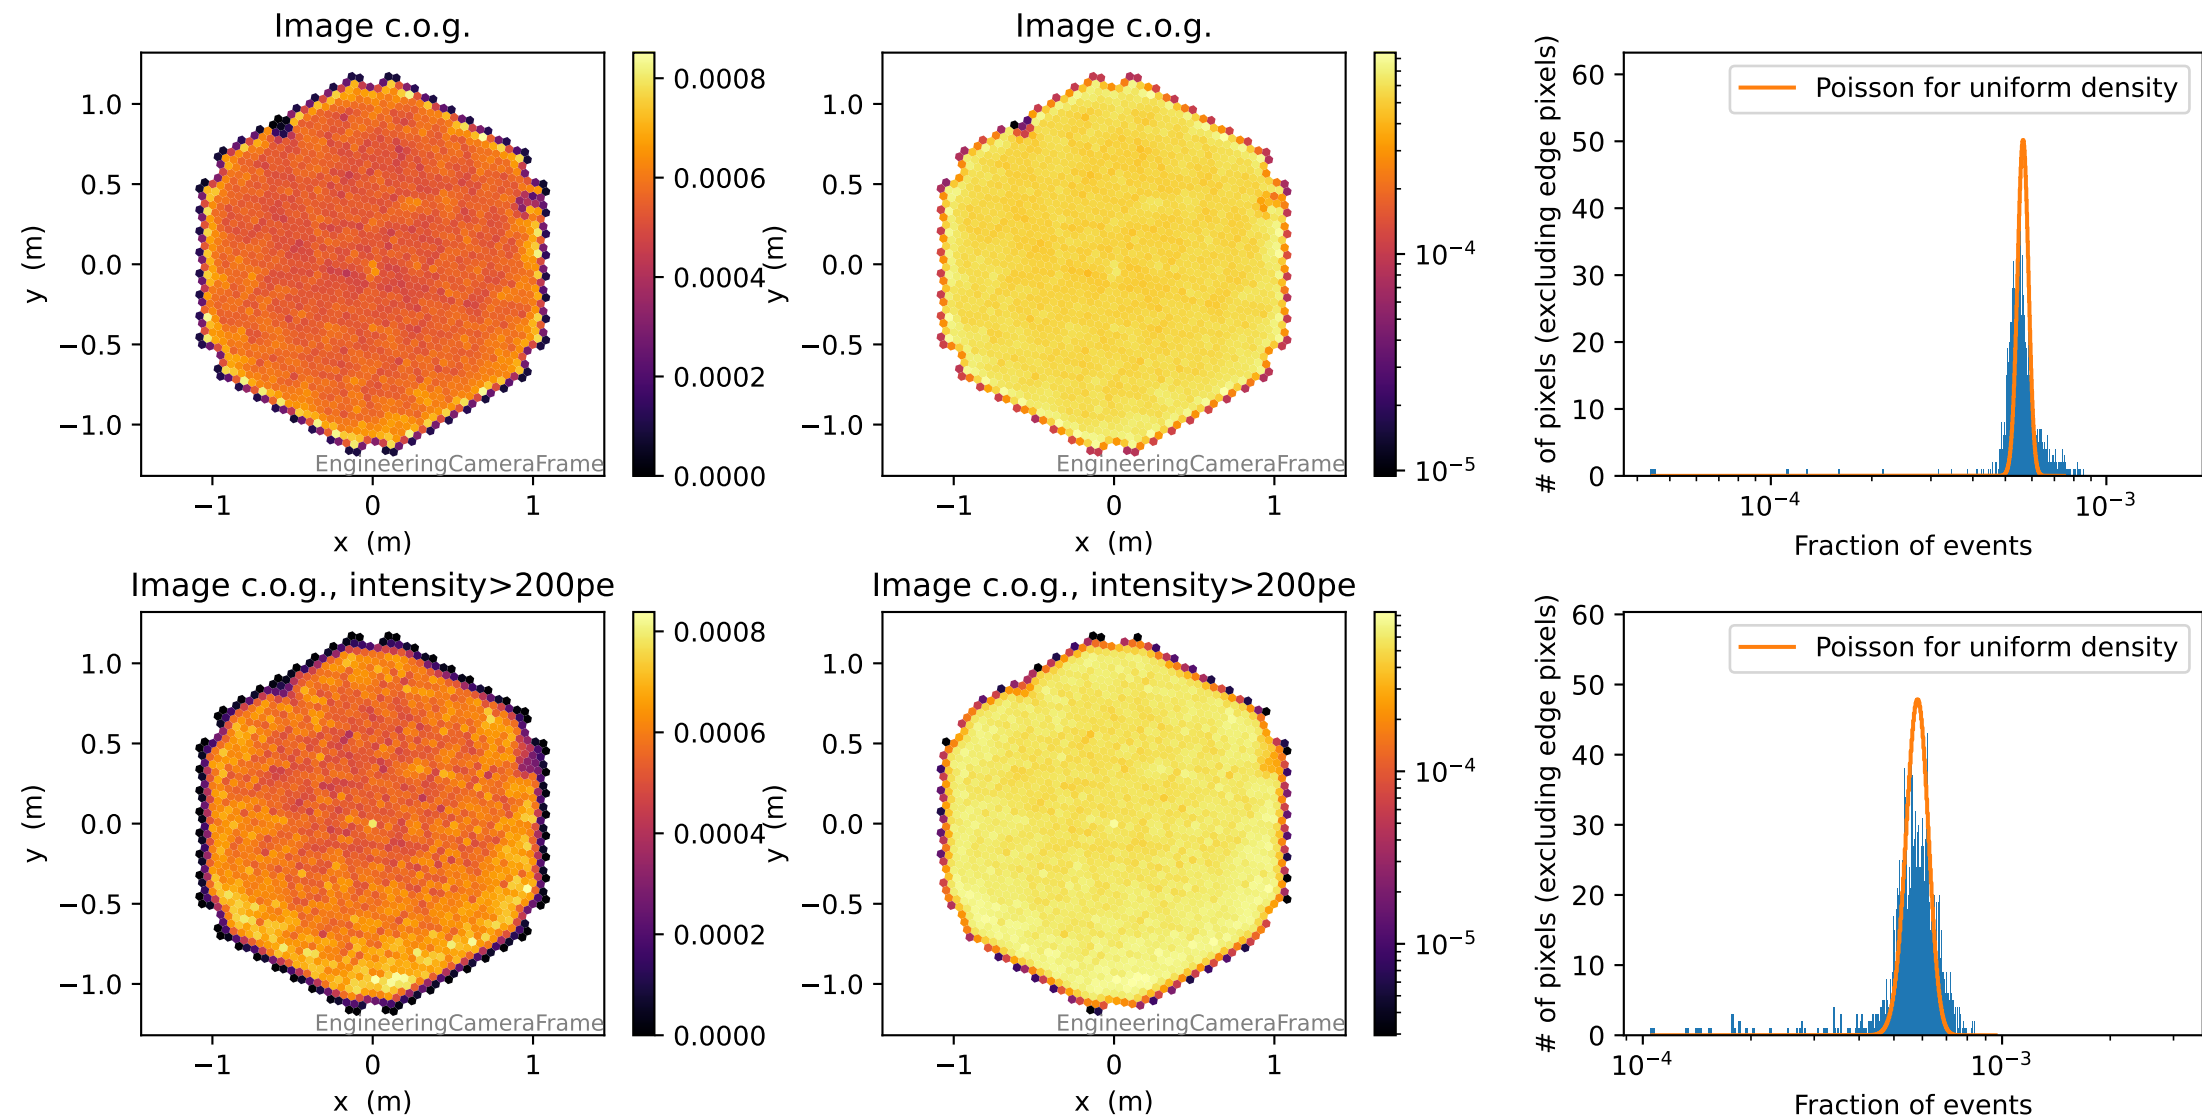 Image c.o.g.
y (m)
1.0
0.5
0.0
−0.5
−1.0
−1
0
1
x (m)
EngineeringCameraFrame
0.0008
0.0006
0.0004
0.0002
0.0000
Image c.o.g.
y (m)
1.0
0.5
0.0
−0.5
−1.0
−1
0
1
x (m)
EngineeringCameraFrame
10⁻⁴
10⁻⁵
# of pixels (excluding edge pixels)
60
50
40
30
20
10
0
Poisson for uniform density
10⁻⁴
10⁻³
Fraction of events
Image c.o.g., intensity>200pe
y (m)
1.0
0.5
0.0
−0.5
−1.0
−1
0
1
x (m)
EngineeringCameraFrame
0.0008
0.0006
0.0004
0.0002
0.0000
Image c.o.g., intensity>200pe
y (m)
1.0
0.5
0.0
−0.5
−1.0
−1
0
1
x (m)
EngineeringCameraFrame
10⁻⁴
10⁻⁵
# of pixels (excluding edge pixels)
60
50
40
30
20
10
0
Poisson for uniform density
10⁻⁴
10⁻³
Fraction of events